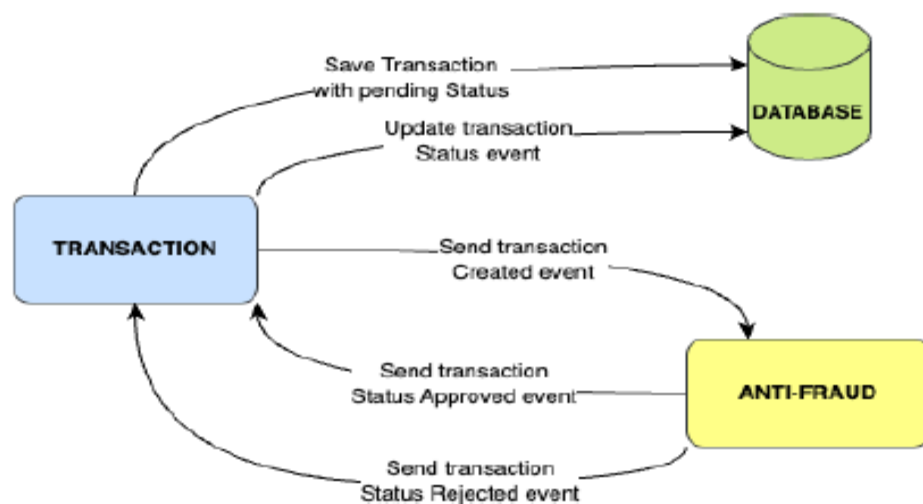 Save Transaction
with pending Status
DATABASE
Update transaction
Status event
TRANSACTION
Send transaction
Created event
Send transaction
Status Approved event
ANTI-FRAUD
Send transaction
Status Rejected event